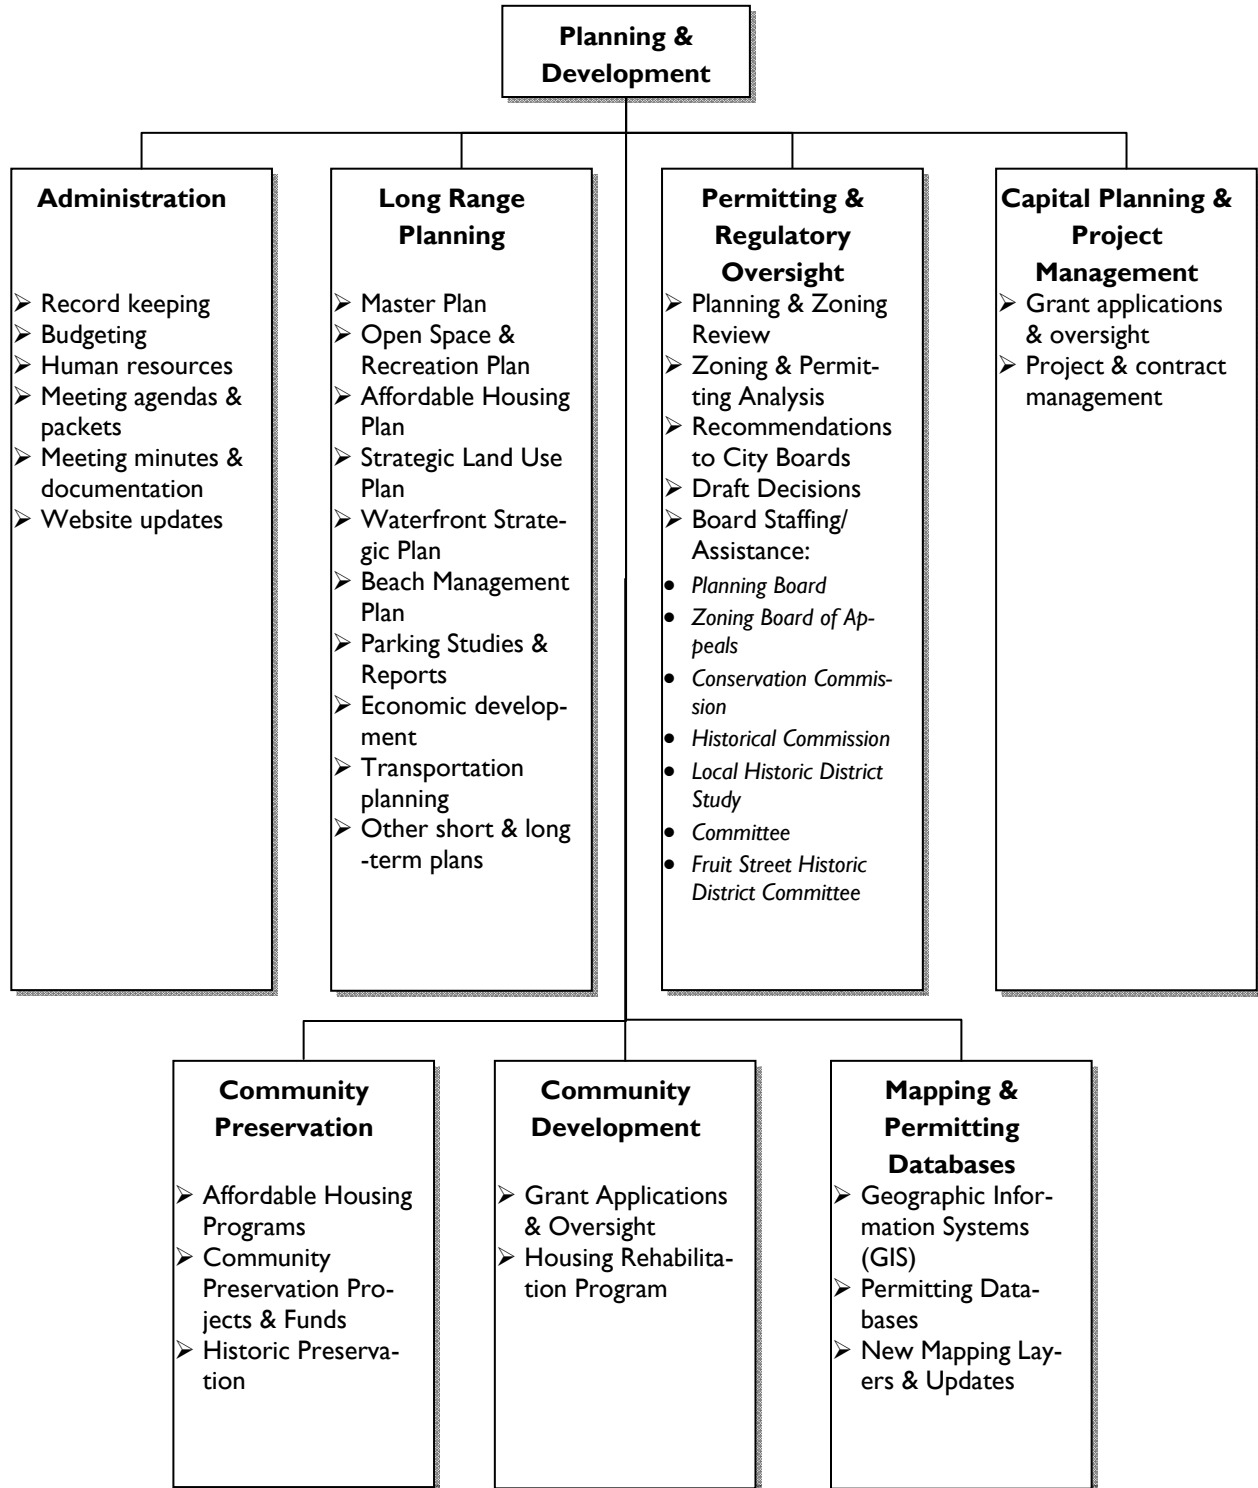 Planning &
Development
Administration
➢ Record keeping
➢ Budgeting
➢ Human resources
➢ Meeting agendas &
packets
➢ Meeting minutes &
documentation
➢ Website updates
Long Range
Planning
➢ Master Plan
➢ Open Space &
Recreation Plan
➢ Affordable Housing
Plan
➢ Strategic Land Use
Plan
➢ Waterfront Strate-
gic Plan
➢ Beach Management
Plan
➢ Parking Studies &
Reports
➢ Economic develop-
ment
➢ Transportation
planning
➢ Other short & long
-term plans
Permitting &
Regulatory
Oversight
➢ Planning & Zoning
Review
➢ Zoning & Permit-
ting Analysis
➢ Recommendations
to City Boards
➢ Draft Decisions
➢ Board Staffing/
Assistance:
• Planning Board
• Zoning Board of Ap-
peals
• Conservation Commis-
sion
• Historical Commission
• Local Historic District
Study
• Committee
• Fruit Street Historic
District Committee
Capital Planning &
Project
Management
➢ Grant applications
& oversight
➢ Project & contract
management
Community
Preservation
➢ Affordable Housing
Programs
➢ Community
Preservation Pro-
jects & Funds
➢ Historic Preserva-
tion
Community
Development
➢ Grant Applications
& Oversight
➢ Housing Rehabilita-
tion Program
Mapping &
Permitting
Databases
➢ Geographic Infor-
mation Systems
(GIS)
➢ Permitting Data-
bases
➢ New Mapping Lay-
ers & Updates